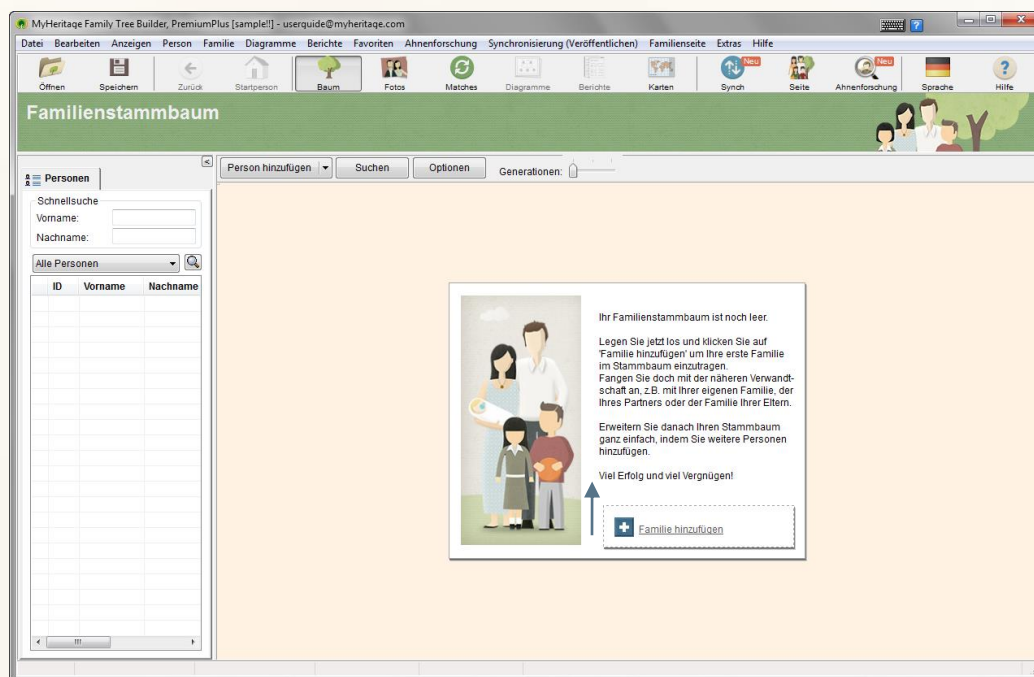 MyHeritage Family Tree Builder, PremiumPlus [sample!!] - userguide@myheritage.com
Datei Bearbeiten Anzeigen Person Familie Diagramme Berichte Favoriten Ahnenforschung Synchronisierung (Veröffentlichen) Familienseite Extras Hilfe
Neu Neu
Öffnen Speichern Zurück Startperson Baum Fotos Matches Diagramme Berichte Karten Synch Seite Ahnenforschung Sprache Hilfe
Familienstammbaum
Person hinzufügen Suchen Optionen Generationen:
Personen
Schnellsuche
Vorname:
Nachname:
Alle Personen
ID Vorname Nachname
Ihr Familienstammbaum ist noch leer.
Legen Sie jetzt los und klicken Sie auf
'Familie hinzufügen' um Ihre erste Familie
im Stammbaum einzutragen.
Fangen Sie doch mit der näheren Verwandt-
schaft an, z.B. mit Ihrer eigenen Familie, der
Ihres Partners oder der Familie Ihrer Eltern.
Erweitern Sie danach Ihren Stammbaum
ganz einfach, indem Sie weitere Personen
hinzufügen.
Viel Erfolg und viel Vergnügen!
Familie hinzufügen